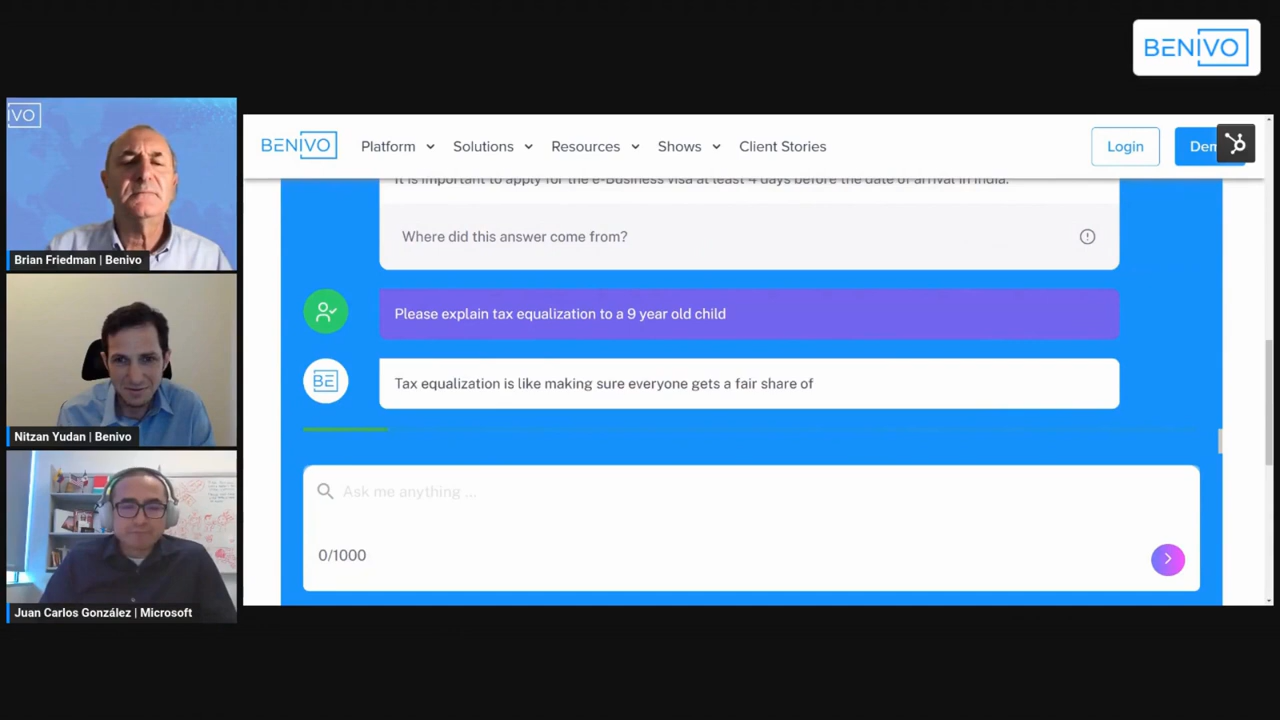 BENIVO
IVO
Brian Friedman | Benivo
Nitzan Yudan | Benivo
Juan Carlos González | Microsoft
BENIVO
Platform
Solutions
Resources
Shows
Client Stories
Login
Dem
It is important to apply for the e-Business visa at least 4 days before the date of arrival in India.
Where did this answer come from?
Please explain tax equalization to a 9 year old child
BE
Tax equalization is like making sure everyone gets a fair share of
Ask me anything ...
0/1000